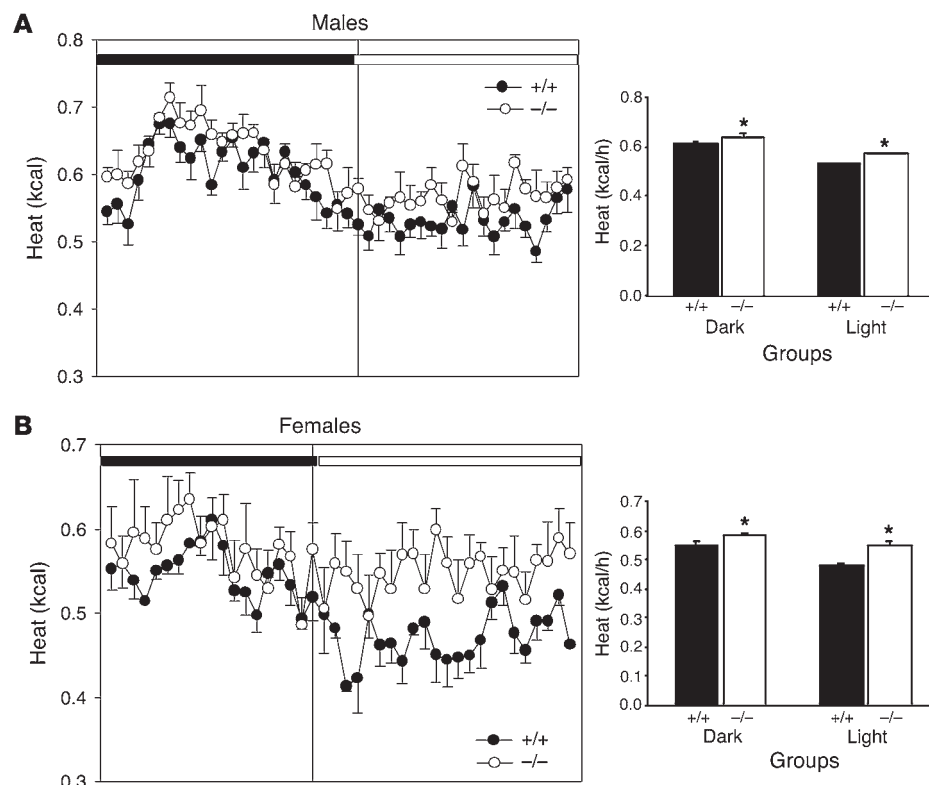 A
Males
0.8
0.7
0.6
0.5
0.4
0.3
Heat (kcal)
+/+
−/−
0.8
0.6
0.4
0.2
0.0
Heat (kcal/h)
*
*
+/+ −/− +/+ −/−
Dark Light
Groups
B
Females
0.7
0.6
0.5
0.4
0.3
Heat (kcal)
+/+
−/−
0.7
0.6
0.5
0.4
0.3
0.2
0.1
0.0
Heat (kcal/h)
*
*
+/+ −/− +/+ −/−
Dark Light
Groups